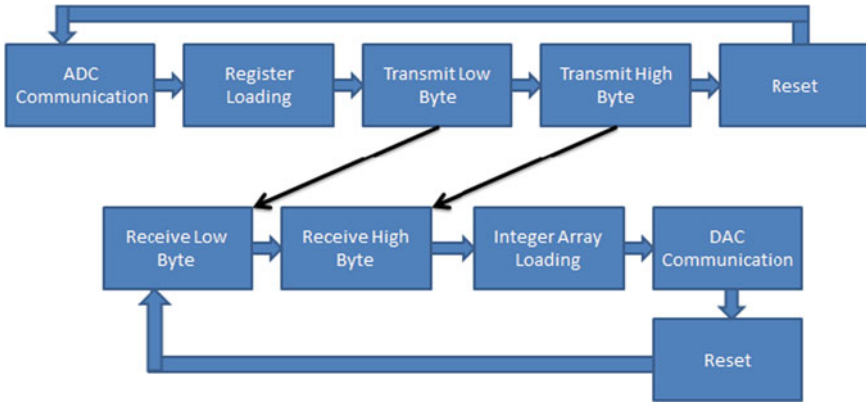 ADC
Communication
Register
Loading
Transmit Low
Byte
Transmit High
Byte
Reset
Receive Low
Byte
Receive High
Byte
Integer Array
Loading
DAC
Communication
Reset